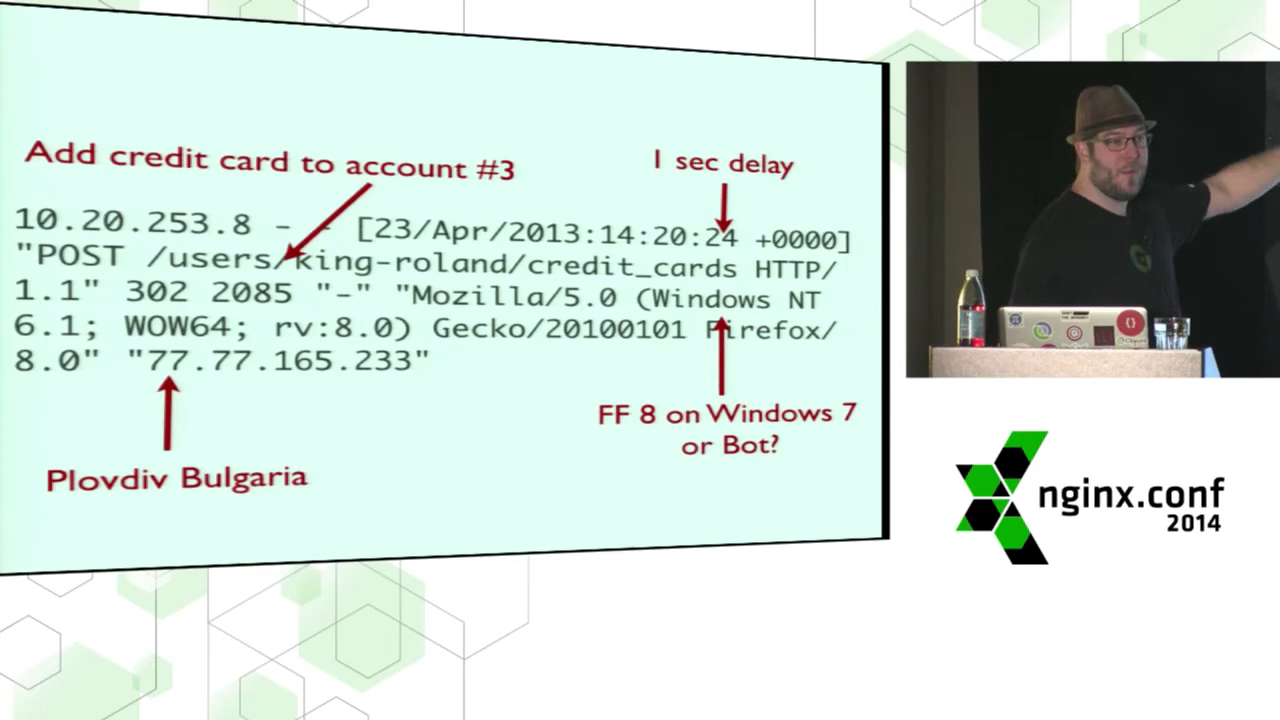 Add credit card to account #3
1 sec delay
10.20.253.8 - - [23/Apr/2013:14:20:24 +0000]
"POST /users/king-roland/credit_cards HTTP/
1.1" 302 2085 "-" "Mozilla/5.0 (Windows NT
6.1; WOW64; rv:8.0) Gecko/20100101 Firefox/
8.0" "77.77.165.233"
FF 8 on Windows 7
or Bot?
Plovdiv Bulgaria
nginx.conf
2014